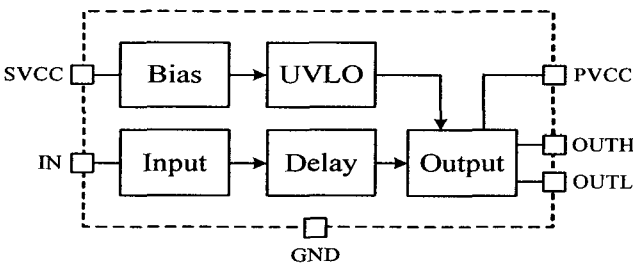 SVCC
Bias
UVLO
PVCC
IN
Input
Delay
Output
OUTH
OUTL
GND